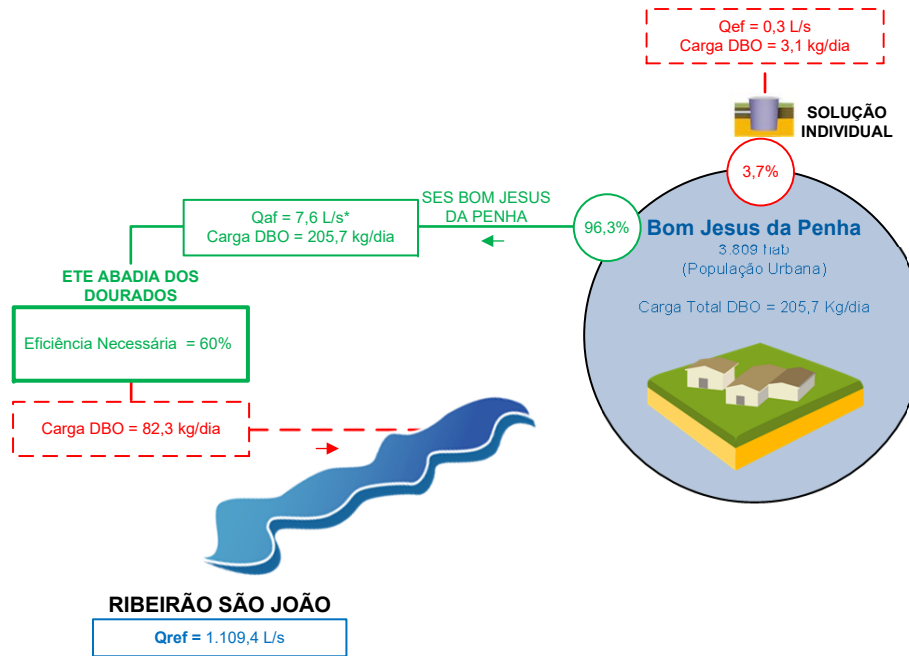 Qef = 0,3 L/s
Carga DBO = 3,1 kg/dia
SOLUÇÃO
INDIVIDUAL
3,7%
SES BOM JESUS
DA PENHA
96,3%
Qaf = 7,6 L/s*
Carga DBO = 205,7 kg/dia
Bom Jesus da Penha
3.809 hab
(População Urbana)
Carga Total DBO = 205,7 Kg/dia
ETE ABADIA DOS
DOURADOS
Eficiência Necessária = 60%
Carga DBO = 82,3 kg/dia
RIBEIRÃO SÃO JOÃO
Qref = 1.109,4 L/s